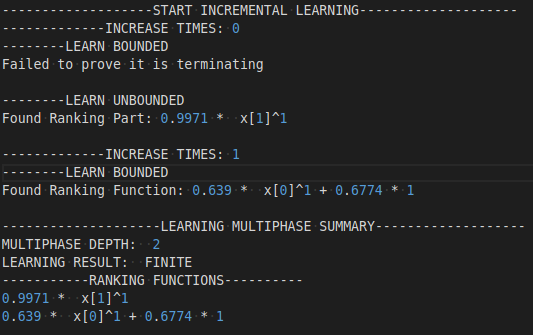 -------------------START INCREMENTAL LEARNING--------------------
-------------INCREASE TIMES: 0
--------LEARN BOUNDED
Failed to prove it is terminating
--------LEARN UNBOUNDED
Found Ranking Part: 0.9971 *  x[1]^1
-------------INCREASE TIMES: 1
--------LEARN BOUNDED
Found Ranking Function: 0.639 *  x[0]^1 + 0.6774 * 1
--------------------LEARNING MULTIPHASE SUMMARY-------------------
MULTIPHASE DEPTH:  2
LEARNING RESULT:  FINITE
-----------RANKING FUNCTIONS----------
0.9971 *  x[1]^1
0.639 *  x[0]^1 + 0.6774 * 1